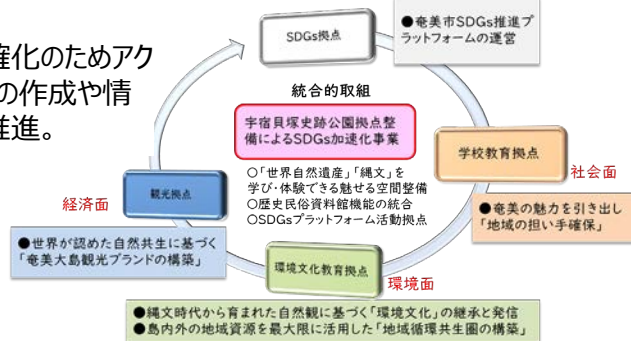 確化のためアク
の作成や情
推進。
SDGs拠点
●奄美市SDGs推進プ
ラットフォームの運営
統合的取組
宇宿貝塚史跡公園拠点整
備によるSDGs加速化事業
○「世界自然遺産」「縄文」を
学び・体験できる魅せる空間整備
○歴史民俗資料館機能の統合
○SDGsプラットフォーム活動拠点
学校教育拠点
社会面
●奄美の魅力を引き出し
「地域の担い手確保」
経済面
観光拠点
●世界が認めた自然共生に基づく
「奄美大島観光ブランドの構築」
環境文化教育拠点
環境面
●縄文時代から育まれた自然観に基づく「環境文化」の継承と発信
●島内外の地域資源を最大限に活用した「地域循環共生圏の構築」